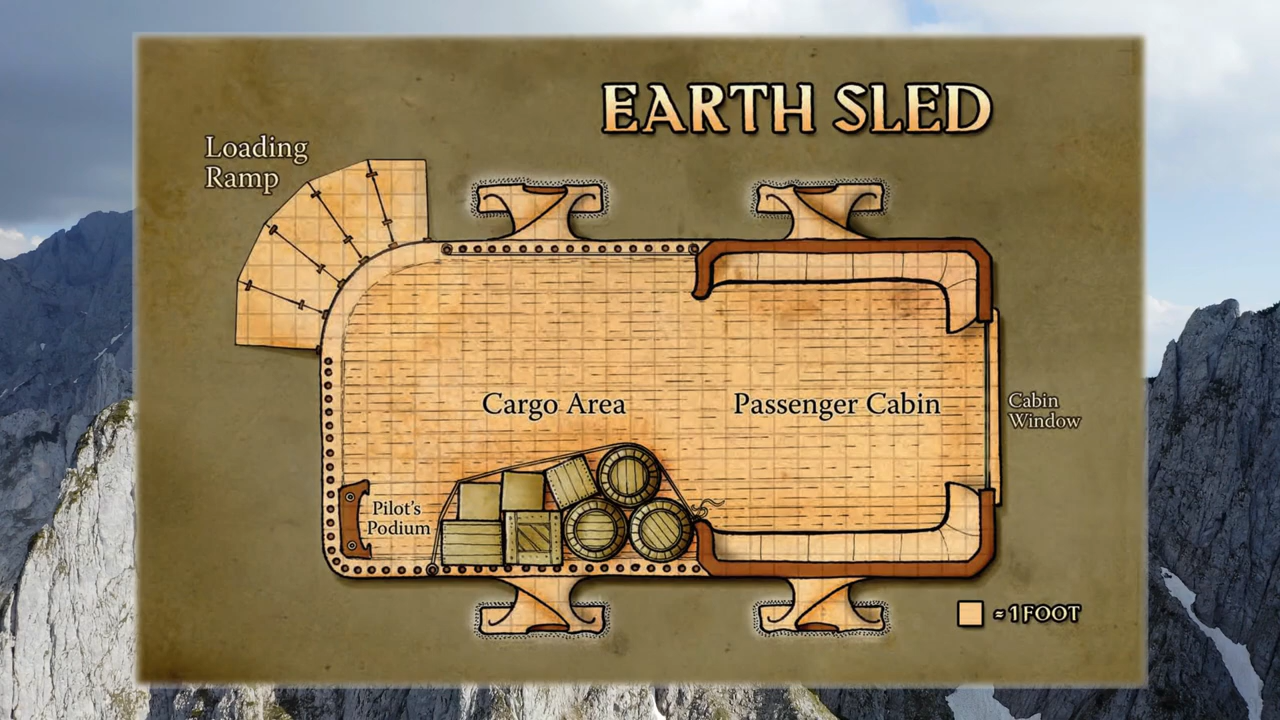 EARTH SLED
Loading
Ramp
Cargo Area
Passenger Cabin
Cabin
Window
Pilot's
Podium
≈ 1 FOOT